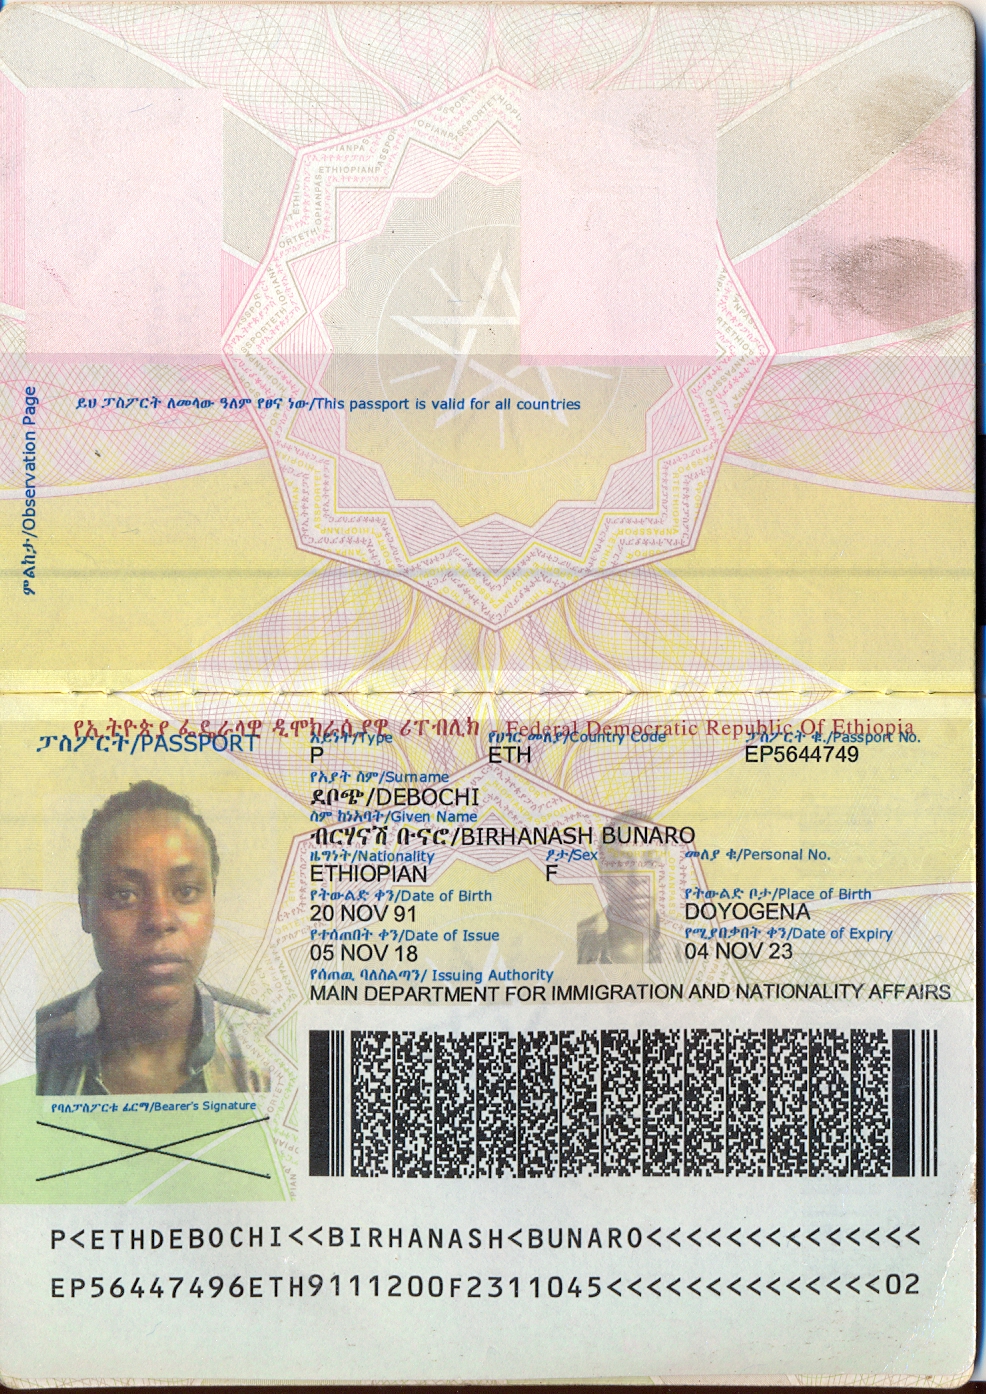 ይህ ፓስፖርት ለመላው ዓለም የፀና ነው/This passport is valid for all countries
ምልከታ/Observation Page
የኢትዮጵያ ፌዴራላዊ ዲሞክራሲያዊ ሪፐብሊክ Federal Democratic Republic Of Ethiopia
ፓስፖርት/PASSPORT
አይነት/Type የሀገር መለያ/Country Code ፓስፖርት ቁ./Passport No.
P ETH EP5644749
የአያት ስም/Surname
ደቦጭ/DEBOCHI
ስም ከነአባት/Given Name
ብርሃናሽ ቡናሮ/BIRHANASH BUNARO
ዜግነት/Nationality ፆታ/Sex መለያ ቁ/Personal No.
ETHIOPIAN F
የትውልድ ቀን/Date of Birth የትውልድ ቦታ/Place of Birth
20 NOV 91 DOYOGENA
የተሰጠበት ቀን/Date of Issue የሚያበቃበት ቀን/Date of Expiry
05 NOV 18 04 NOV 23
የሰጠዉ ባለስልጣን/ Issuing Authority
MAIN DEPARTMENT FOR IMMIGRATION AND NATIONALITY AFFAIRS
የባለፓስፖርቱ ፊርማ/Bearer's Signature
P<ETHDEBOCHI<<BIRHANASH<BUNARO<<<<<<<<<<<<<<
EP56447496ETH9111200F2311045<<<<<<<<<<<<<<02